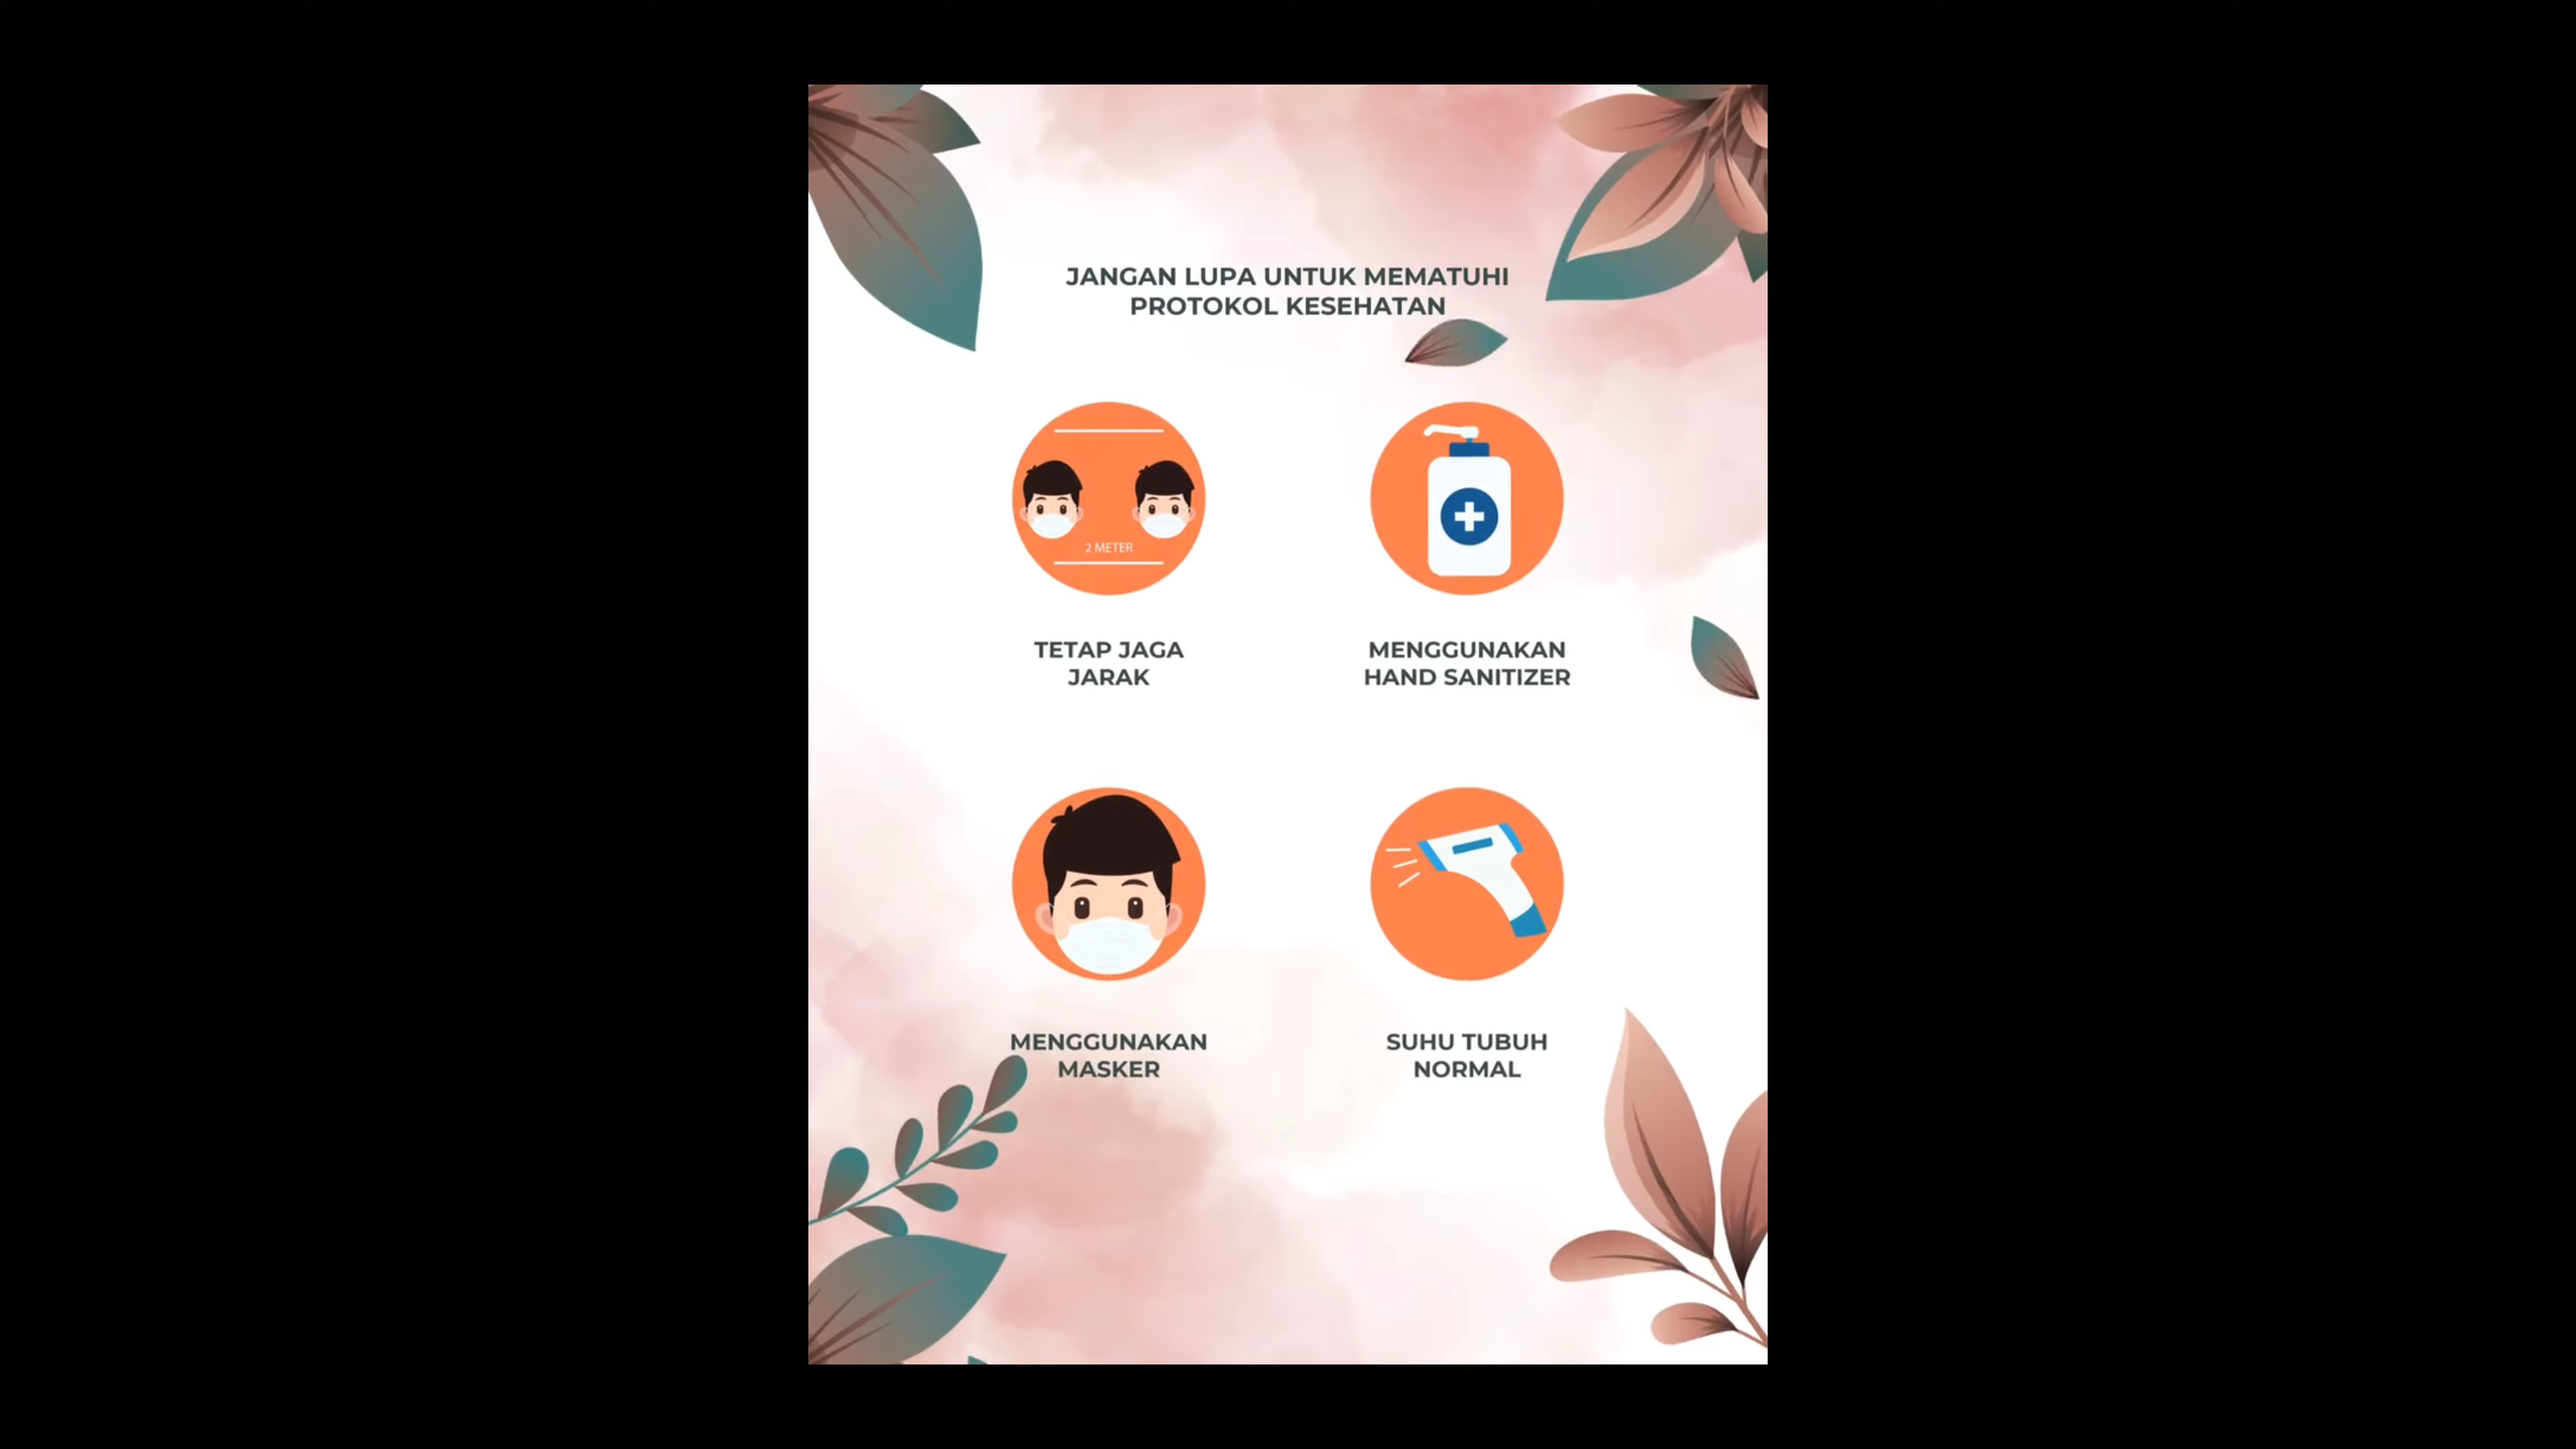 JANGAN LUPA UNTUK MEMATUHI
PROTOKOL KESEHATAN
2 METER
TETAP JAGA
JARAK
MENGGUNAKAN
HAND SANITIZER
MENGGUNAKAN
MASKER
SUHU TUBUH
NORMAL